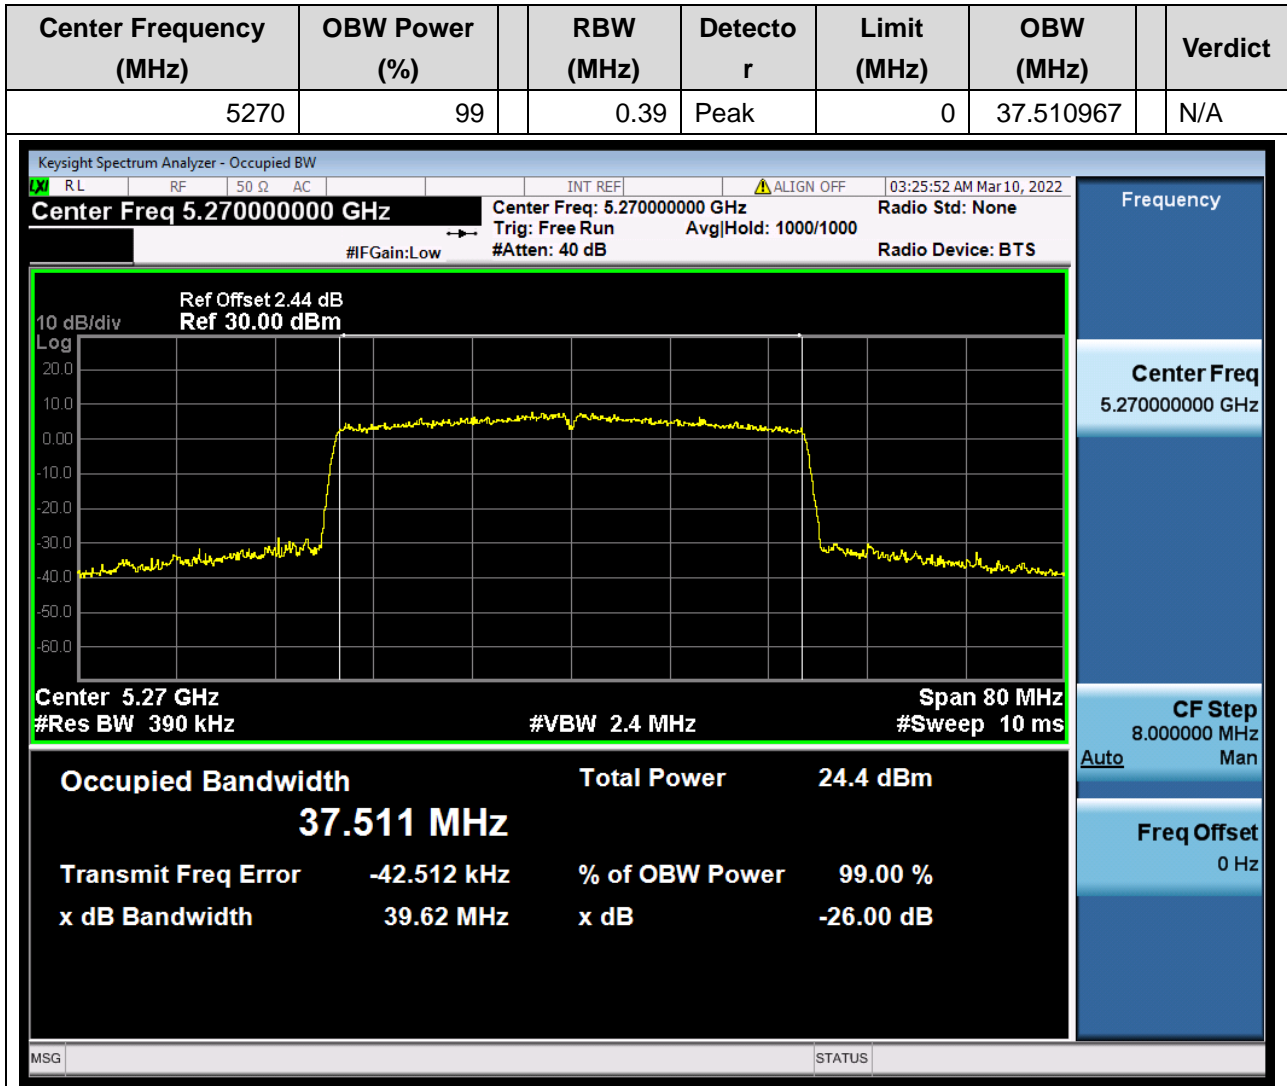 Center Frequency (MHz) OBW Power (%) RBW (MHz) Detecto r Limit (MHz) OBW (MHz) Verdict
5270 99 0.39 Peak 0 37.510967 N/A
Keysight Spectrum Analyzer - Occupied BW
LXI RL RF 50 Ω AC INT REF ALIGN OFF 03:25:52 AM Mar 10, 2022
Center Freq 5.270000000 GHz Center Freq: 5.270000000 GHz Radio Std: None
Trig: Free Run Avg|Hold: 1000/1000
#IFGain:Low #Atten: 40 dB Radio Device: BTS
Frequency
Ref Offset 2.44 dB
10 dB/div Ref 30.00 dBm
Log
20.0
10.0
0.00
-10.0
-20.0
-30.0
-40.0
-50.0
-60.0
Center 5.27 GHz Span 80 MHz
#Res BW 390 kHz #VBW 2.4 MHz #Sweep 10 ms
Center Freq
5.270000000 GHz
CF Step
8.000000 MHz
Auto Man
Freq Offset
0 Hz
Occupied Bandwidth Total Power 24.4 dBm
37.511 MHz
Transmit Freq Error -42.512 kHz % of OBW Power 99.00 %
x dB Bandwidth 39.62 MHz x dB -26.00 dB
MSG STATUS